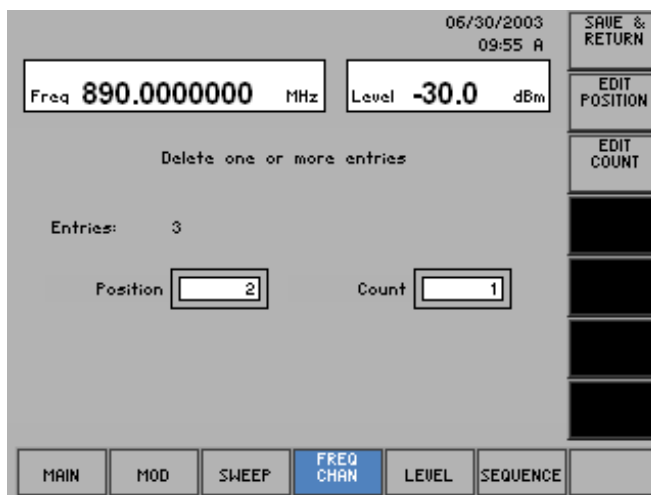 06/30/2003
09:55 A
Freq 890.0000000 MHz
Level -30.0 dBm
Delete one or more entries
Entries: 3
Position 2
Count 1
SAVE &
RETURN
EDIT
POSITION
EDIT
COUNT
MAIN
MOD
SWEEP
FREQ
CHAN
LEVEL
SEQUENCE